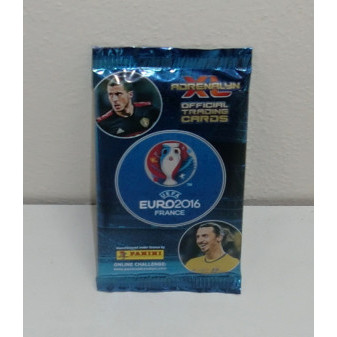 ADRENALYN
XL
OFFICIAL
TRADING
CARDS
UEFA
EURO2016
FRANCE
PANINI
ONLINE CHALLENGE